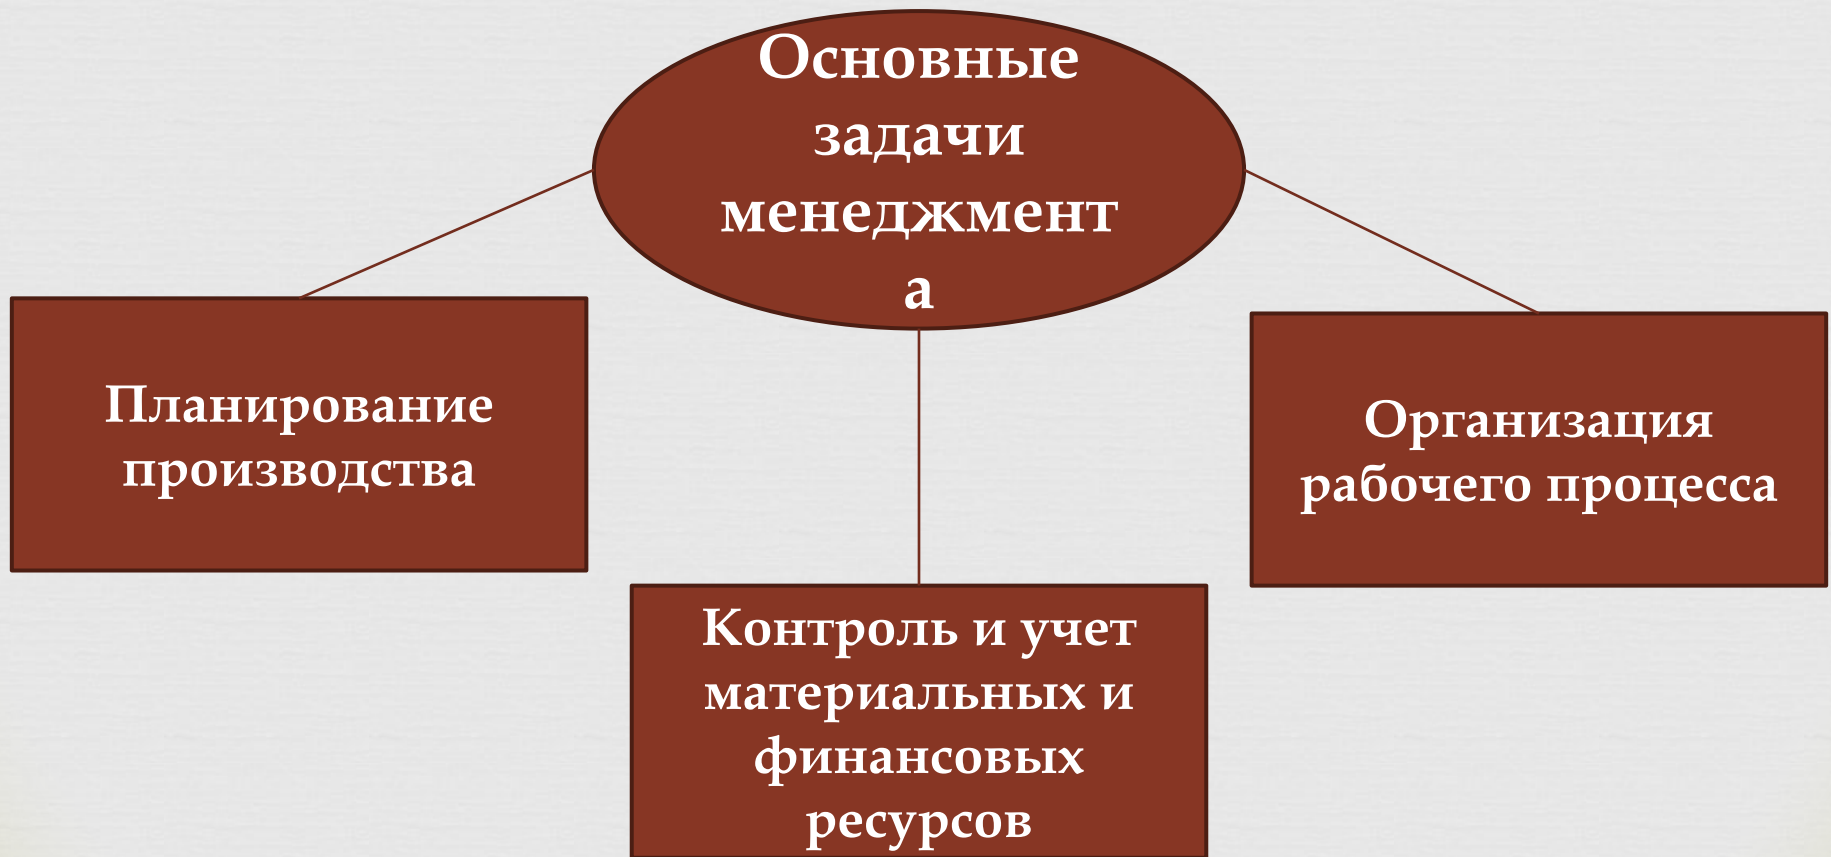 Основные
задачи
менеджмент
а
Планирование
производства
Организация
рабочего процесса
Контроль и учет
материальных и
финансовых
ресурсов